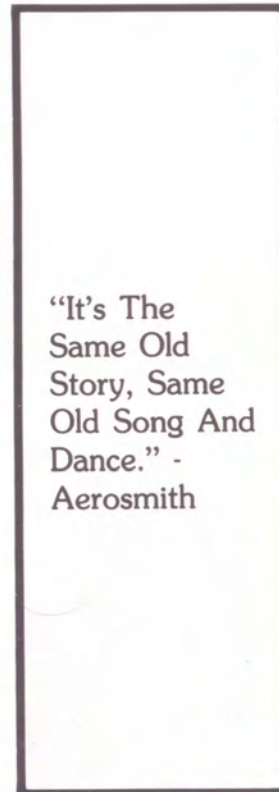 “It's The
Same Old
Story, Same
Old Song And
Dance.” -
Aerosmith